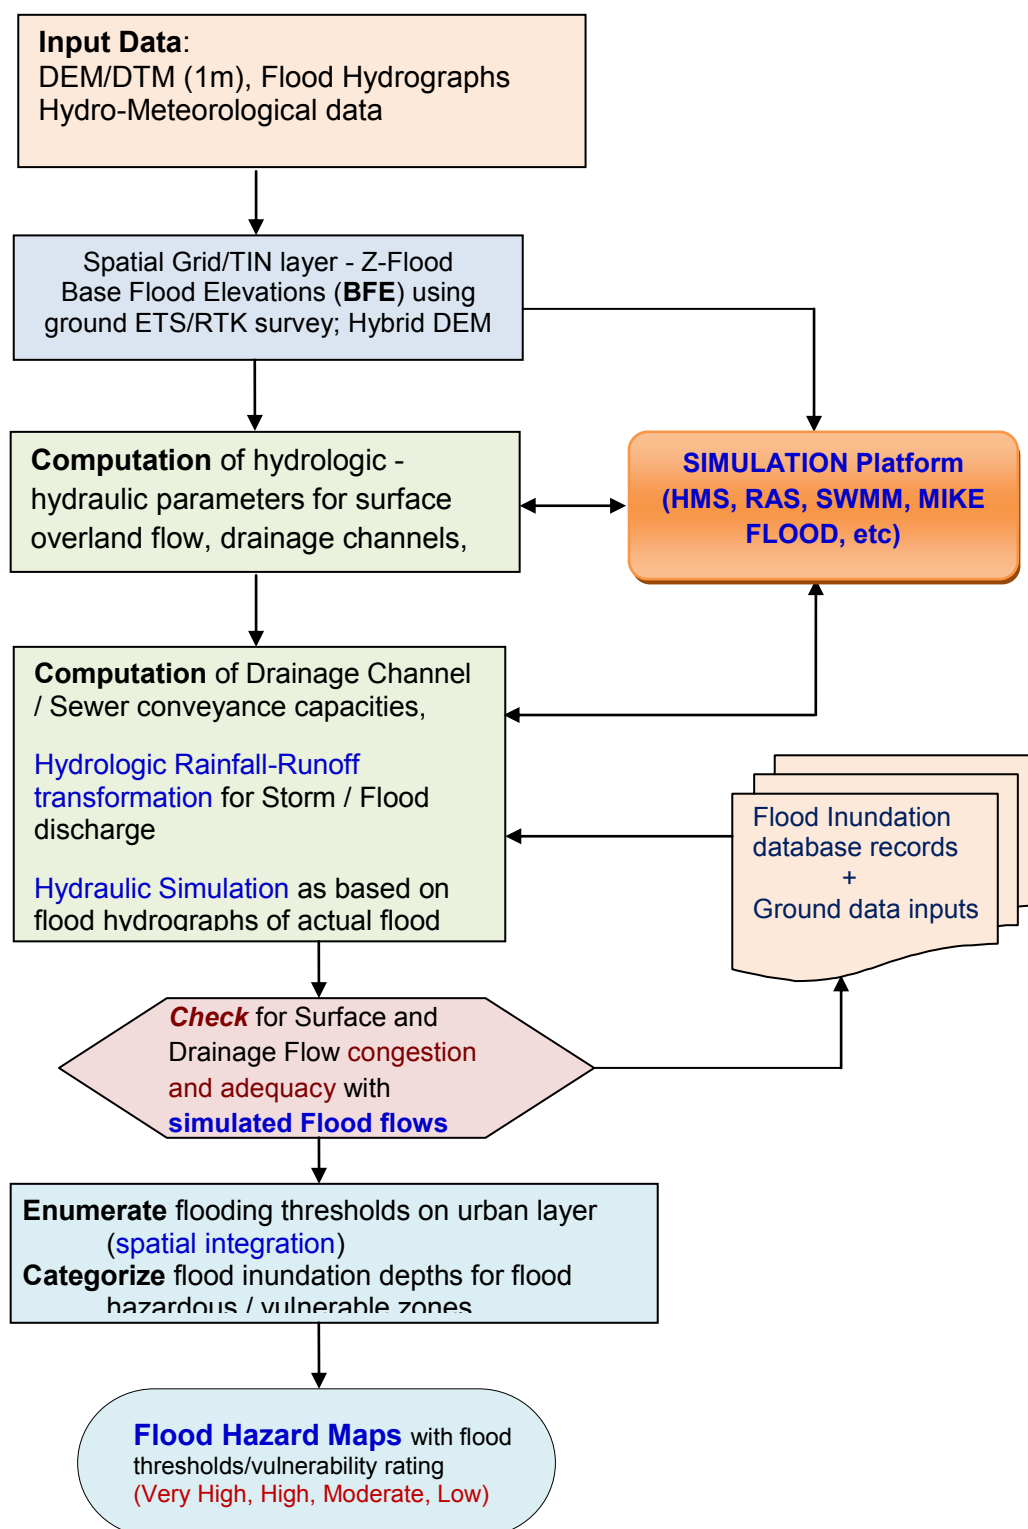 Input Data:
DEM/DTM (1m), Flood Hydrographs
Hydro-Meteorological data
Spatial Grid/TIN layer - Z-Flood
Base Flood Elevations (BFE) using
ground ETS/RTK survey; Hybrid DEM
Computation of hydrologic -
hydraulic parameters for surface
overland flow, drainage channels,
SIMULATION Platform
(HMS, RAS, SWMM, MIKE
FLOOD, etc)
Computation of Drainage Channel
/ Sewer conveyance capacities,
Hydrologic Rainfall-Runoff
transformation for Storm / Flood
discharge
Hydraulic Simulation as based on
flood hydrographs of actual flood
Flood Inundation
database records
+
Ground data inputs
Check for Surface and
Drainage Flow congestion
and adequacy with
simulated Flood flows
Enumerate flooding thresholds on urban layer
(spatial integration)
Categorize flood inundation depths for flood
hazardous / vulnerable zones
Flood Hazard Maps with flood
thresholds/vulnerability rating
(Very High, High, Moderate, Low)